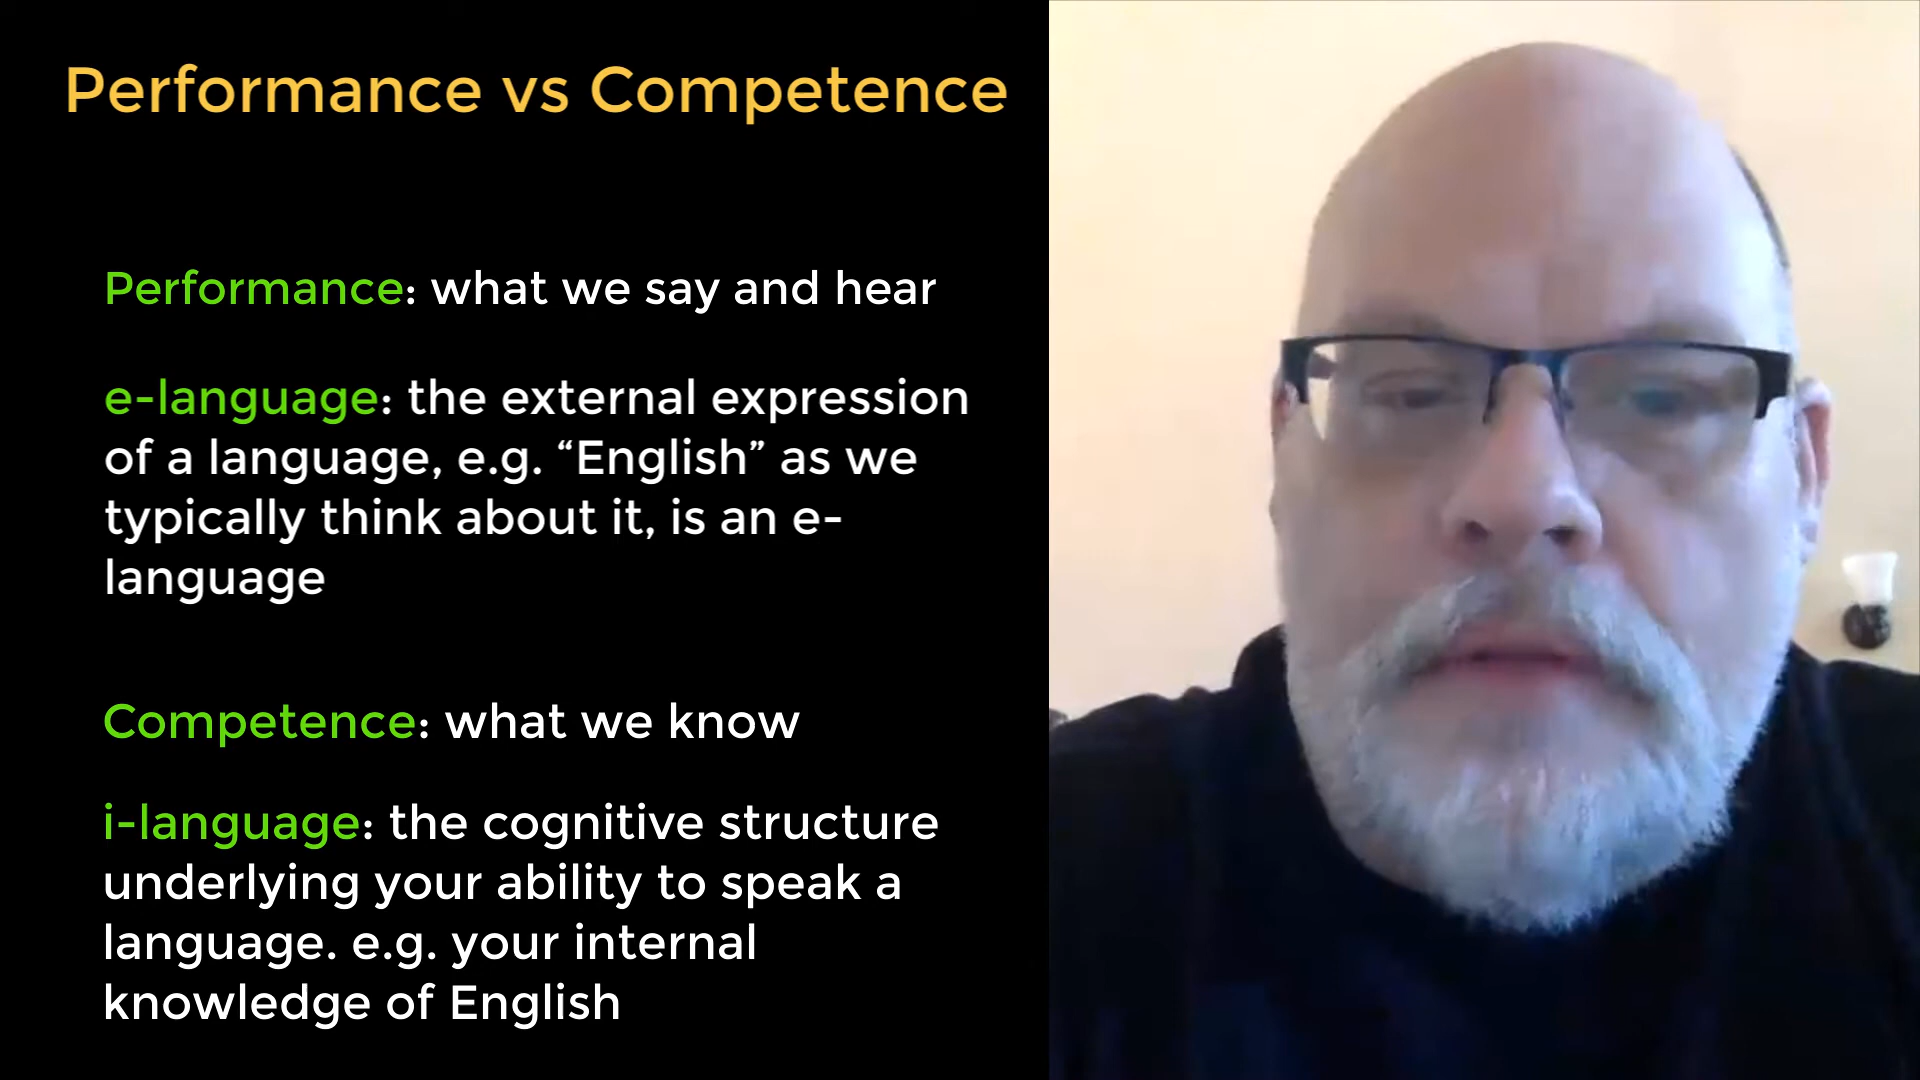 Performance vs Competence
Performance: what we say and hear
e-language: the external expression
of a language, e.g. “English” as we
typically think about it, is an e-
language
Competence: what we know
i-language: the cognitive structure
underlying your ability to speak a
language. e.g. your internal
knowledge of English